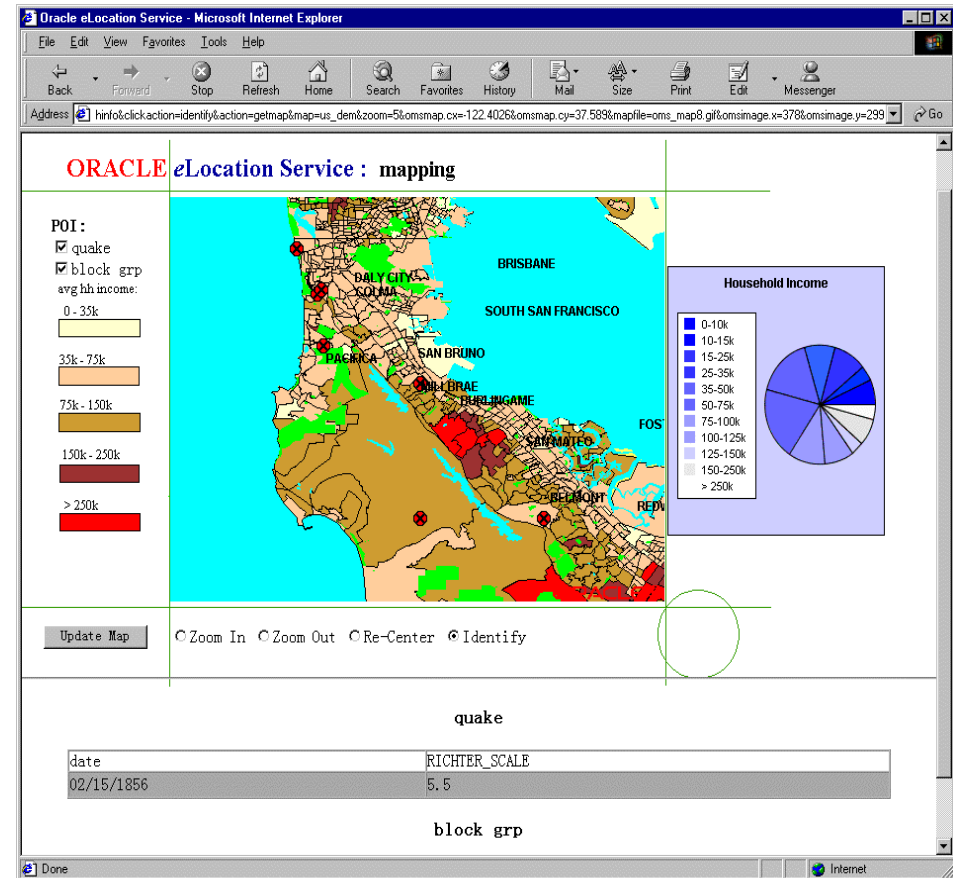 Oracle eLocation Service - Microsoft Internet Explorer
File Edit View Favorites Tools Help
Back Forward Stop Refresh Home Search Favorites History Mail Size Print Edit Messenger
Address hinfo&clickaction=identify&action=getmap&map=us_dem&zoom=5&omsmap.cx=-122.4026&omsmap.cy=37.589&mapfile=oms_map8.gif&omsimage.x=378&omsimage.y=299 Go
ORACLE eLocation Service : mapping
POI:
quake
block grp
avg hh income:
0 - 35k
35k - 75k
75k - 150k
150k - 250k
> 250k
BRISBANE
DALY CITY
COLMA
SOUTH SAN FRANCISCO
PACIFICA
SAN BRUNO
MILLBRAE
BURLINGAME
FOS
SAN MATEO
BELMONT
REDW
Household Income
0-10k
10-15k
15-25k
25-35k
35-50k
50-75k
75-100k
100-125k
125-150k
150-250k
> 250k
Update Map
Zoom In Zoom Out Re-Center Identify
quake
date RICHTER_SCALE
02/15/1856 5.5
block grp
Done Internet